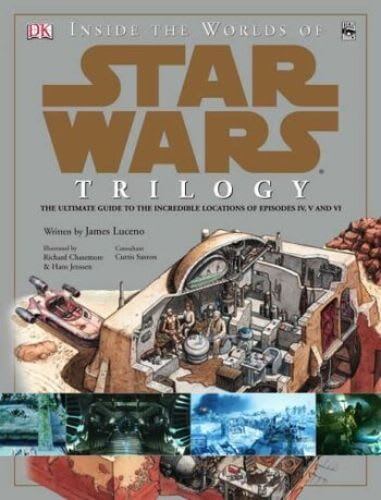 DK
INSIDE THE WORLDS OF
STAR
WARS®
TRILOGY
THE ULTIMATE GUIDE TO THE INCREDIBLE LOCATIONS OF EPISODES IV, V AND VI
Written by James Luceno
Illustrated by
Richard Chasemore
& Hans Jenssen
Consultant
Curtis Saxton